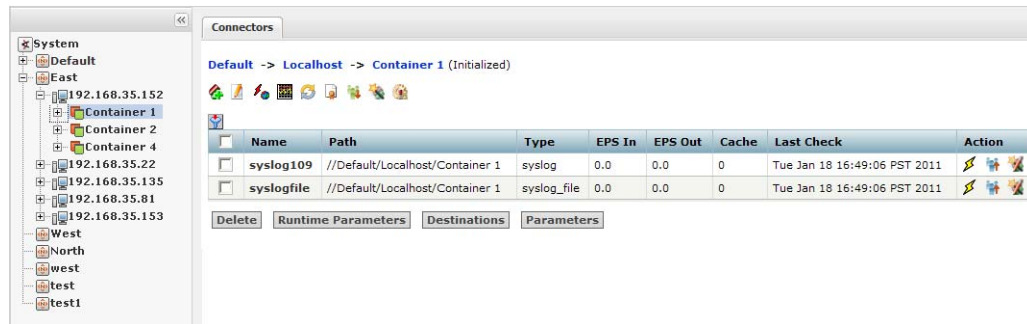 Connectors
System
Default
East
192.168.35.152
Container 1
Container 2
Container 4
192.168.35.22
192.168.35.135
192.168.35.81
192.168.35.153
West
North
west
test
test1
Default -> Localhost -> Container 1 (Initialized)
Name Path Type EPS In EPS Out Cache Last Check Action
syslog109 //Default/Localhost/Container 1 syslog 0.0 0.0 0 Tue Jan 18 16:49:06 PST 2011
syslogfile //Default/Localhost/Container 1 syslog_file 0.0 0.0 0 Tue Jan 18 16:49:06 PST 2011
Delete Runtime Parameters Destinations Parameters